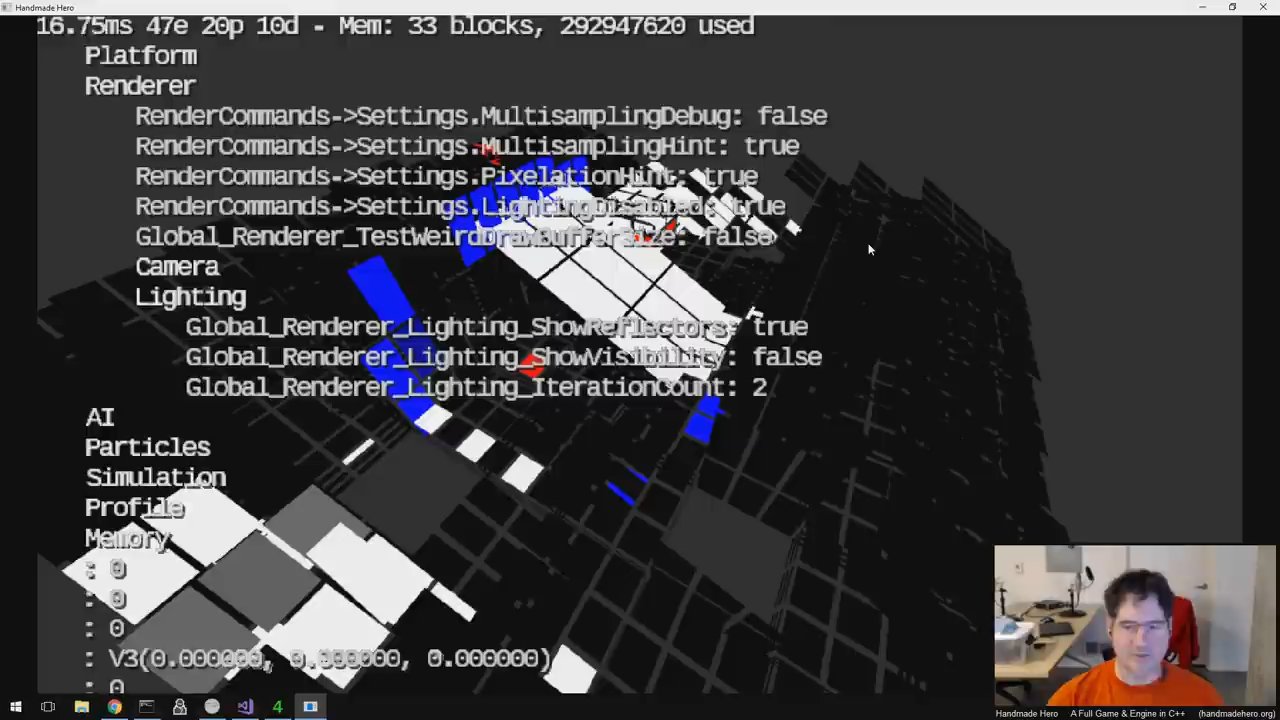 Handmade Hero
16.75ms 47e 20p 10d - Mem: 33 blocks, 292947620 used
Platform
Renderer
RenderCommands->Settings.MultisamplingDebug: false
RenderCommands->Settings.MultisamplingHint: true
RenderCommands->Settings.PixelationHint: true
RenderCommands->Settings.LightingDisabled: true
Global_Renderer_TestWeirdDrawBufferSize: false
Camera
Lighting
Global_Renderer_Lighting_ShowReflectors: true
Global_Renderer_Lighting_ShowVisibility: false
Global_Renderer_Lighting_IterationCount: 2
AI
Particles
Simulation
Profile
Memory
: 0
: 0
: 0
: V3(0.000000, 0.000000, 0.000000)
: 0
4
Handmade Hero A Full Game & Engine in C++ (handmadehero.org)